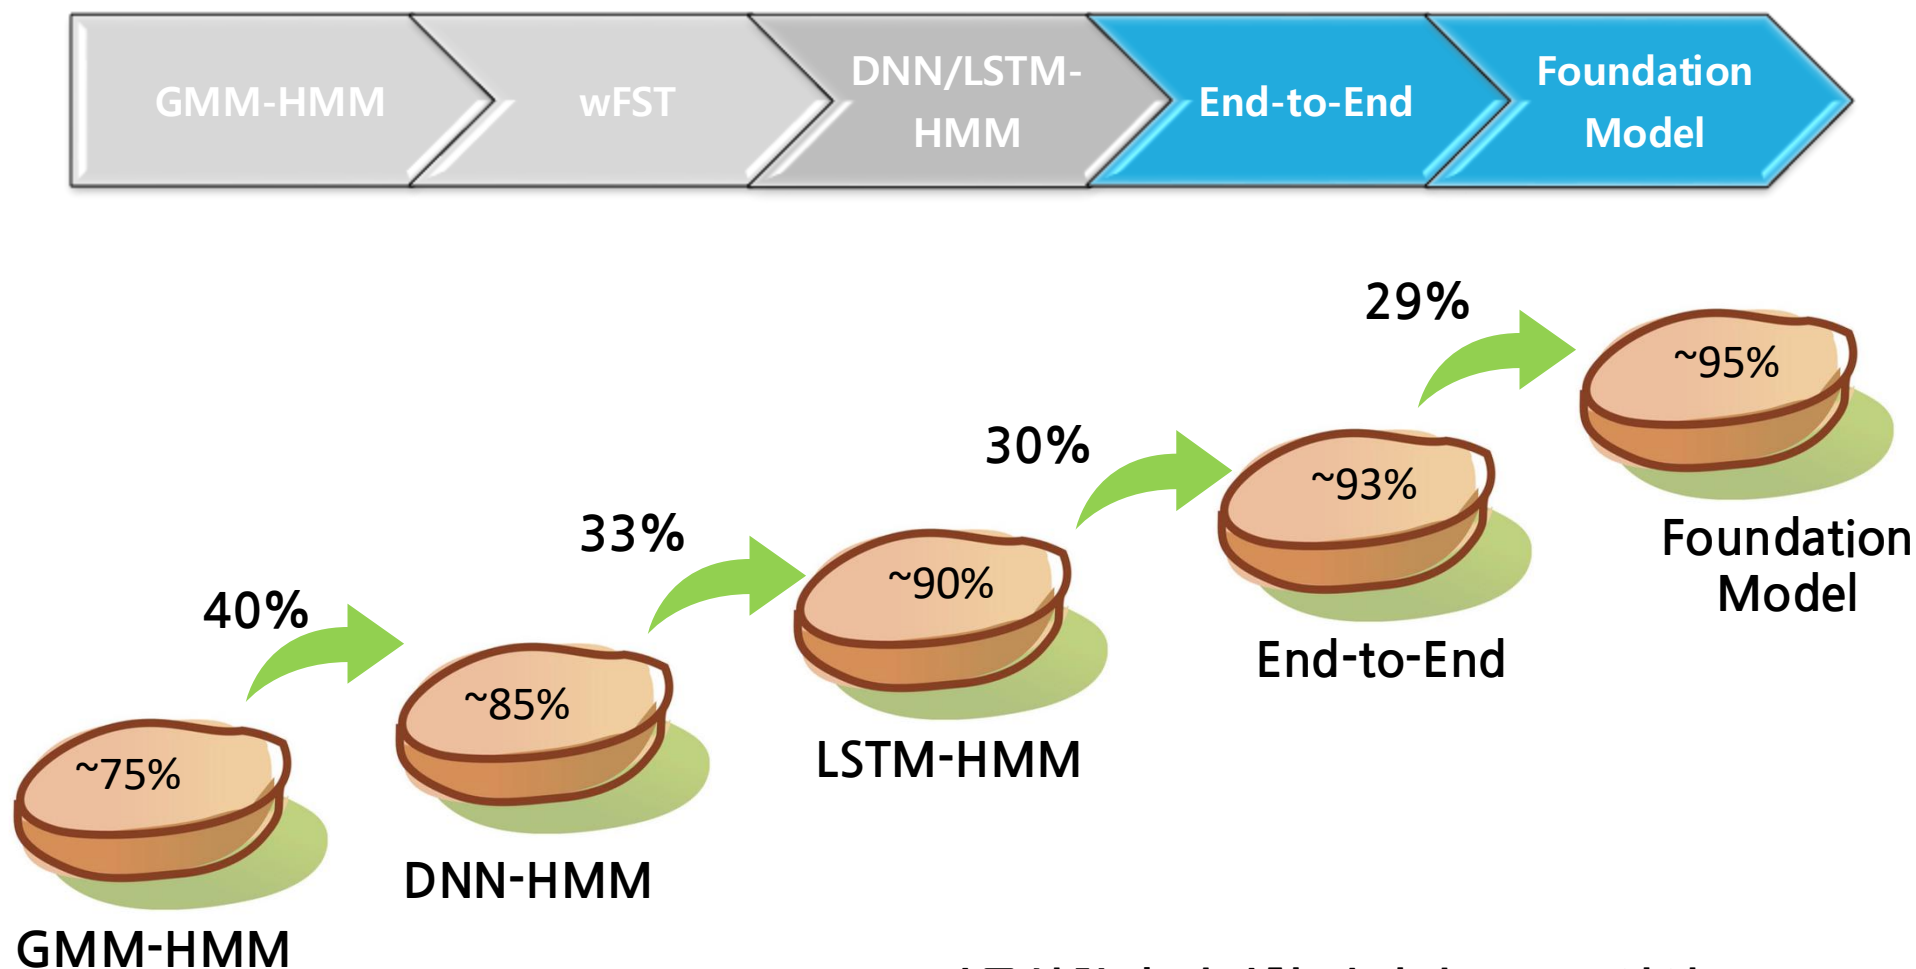 GMM-HMM
wFST
DNN/LSTM-
HMM
End-to-End
Foundation
Model
29%
~95%
30%
~93%
Foundation
Model
33%
~90%
End-to-End
40%
~85%
LSTM-HMM
~75%
DNN-HMM
GMM-HMM